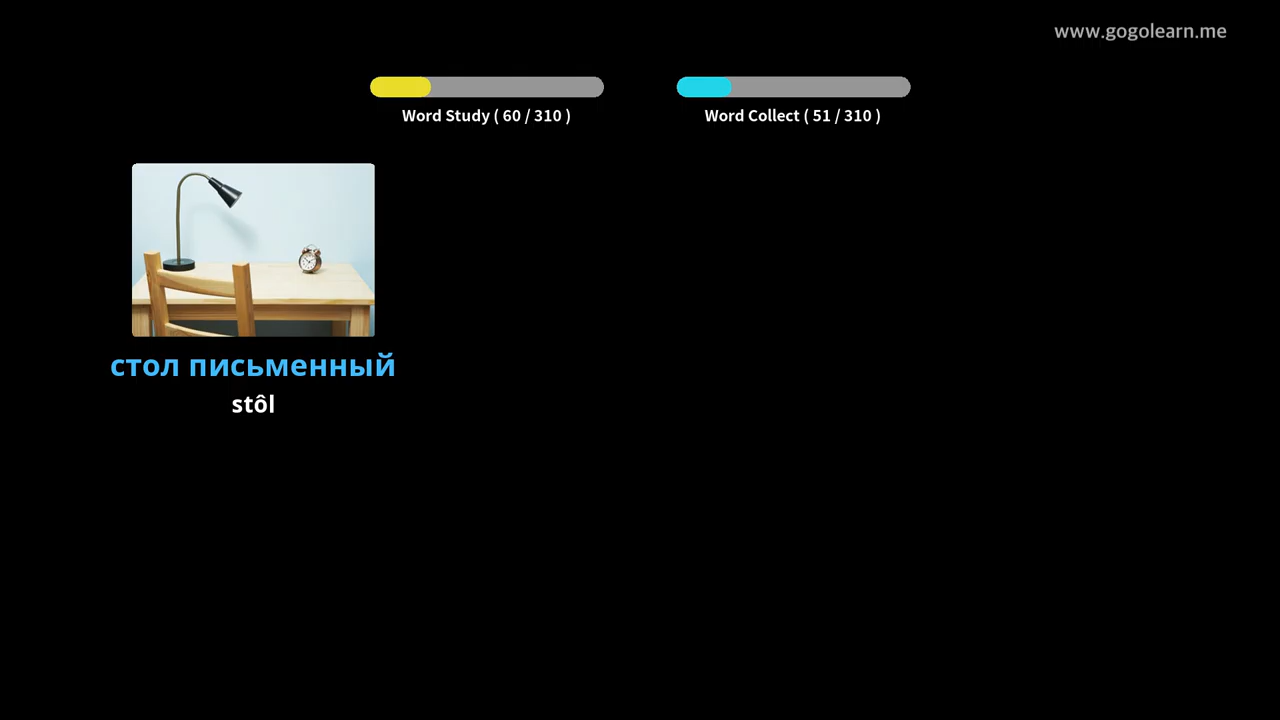 www.gogolearn.me
Word Study ( 60 / 310 )
Word Collect ( 51 / 310 )
стол письменный
stôl